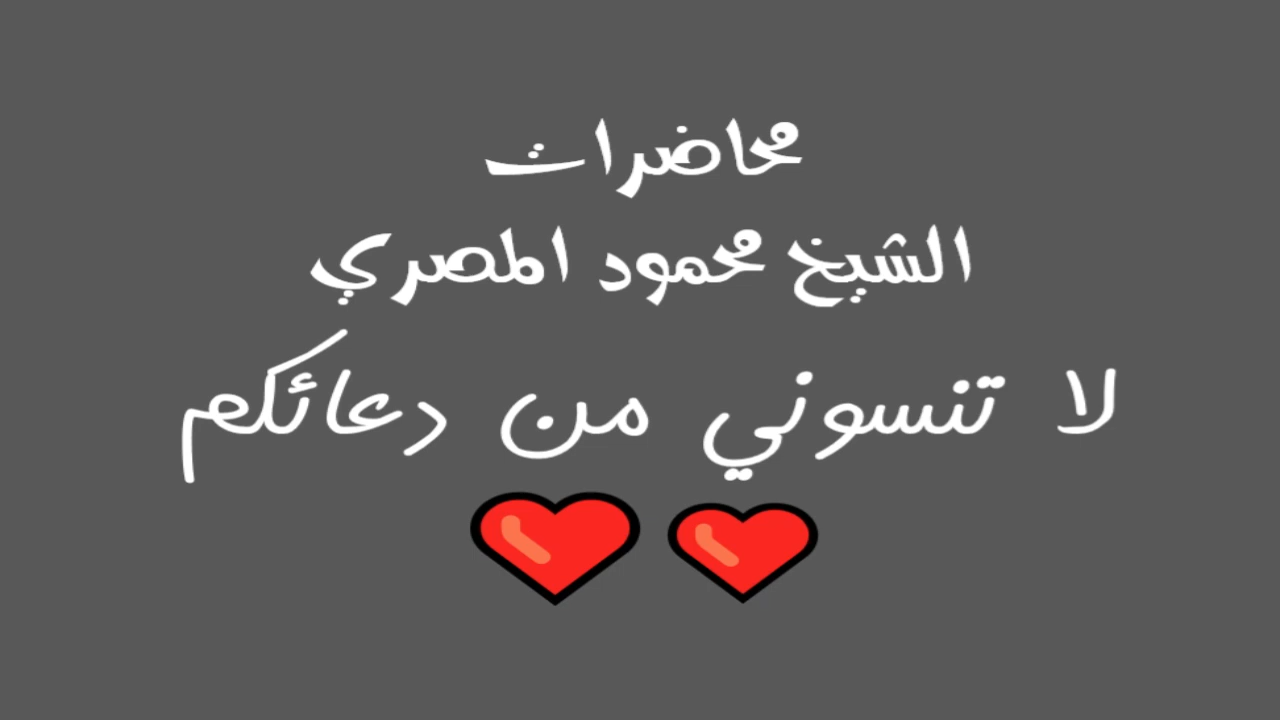 محاضرات
الشيخ محمود المصري
لا تنسوني من دعائكم